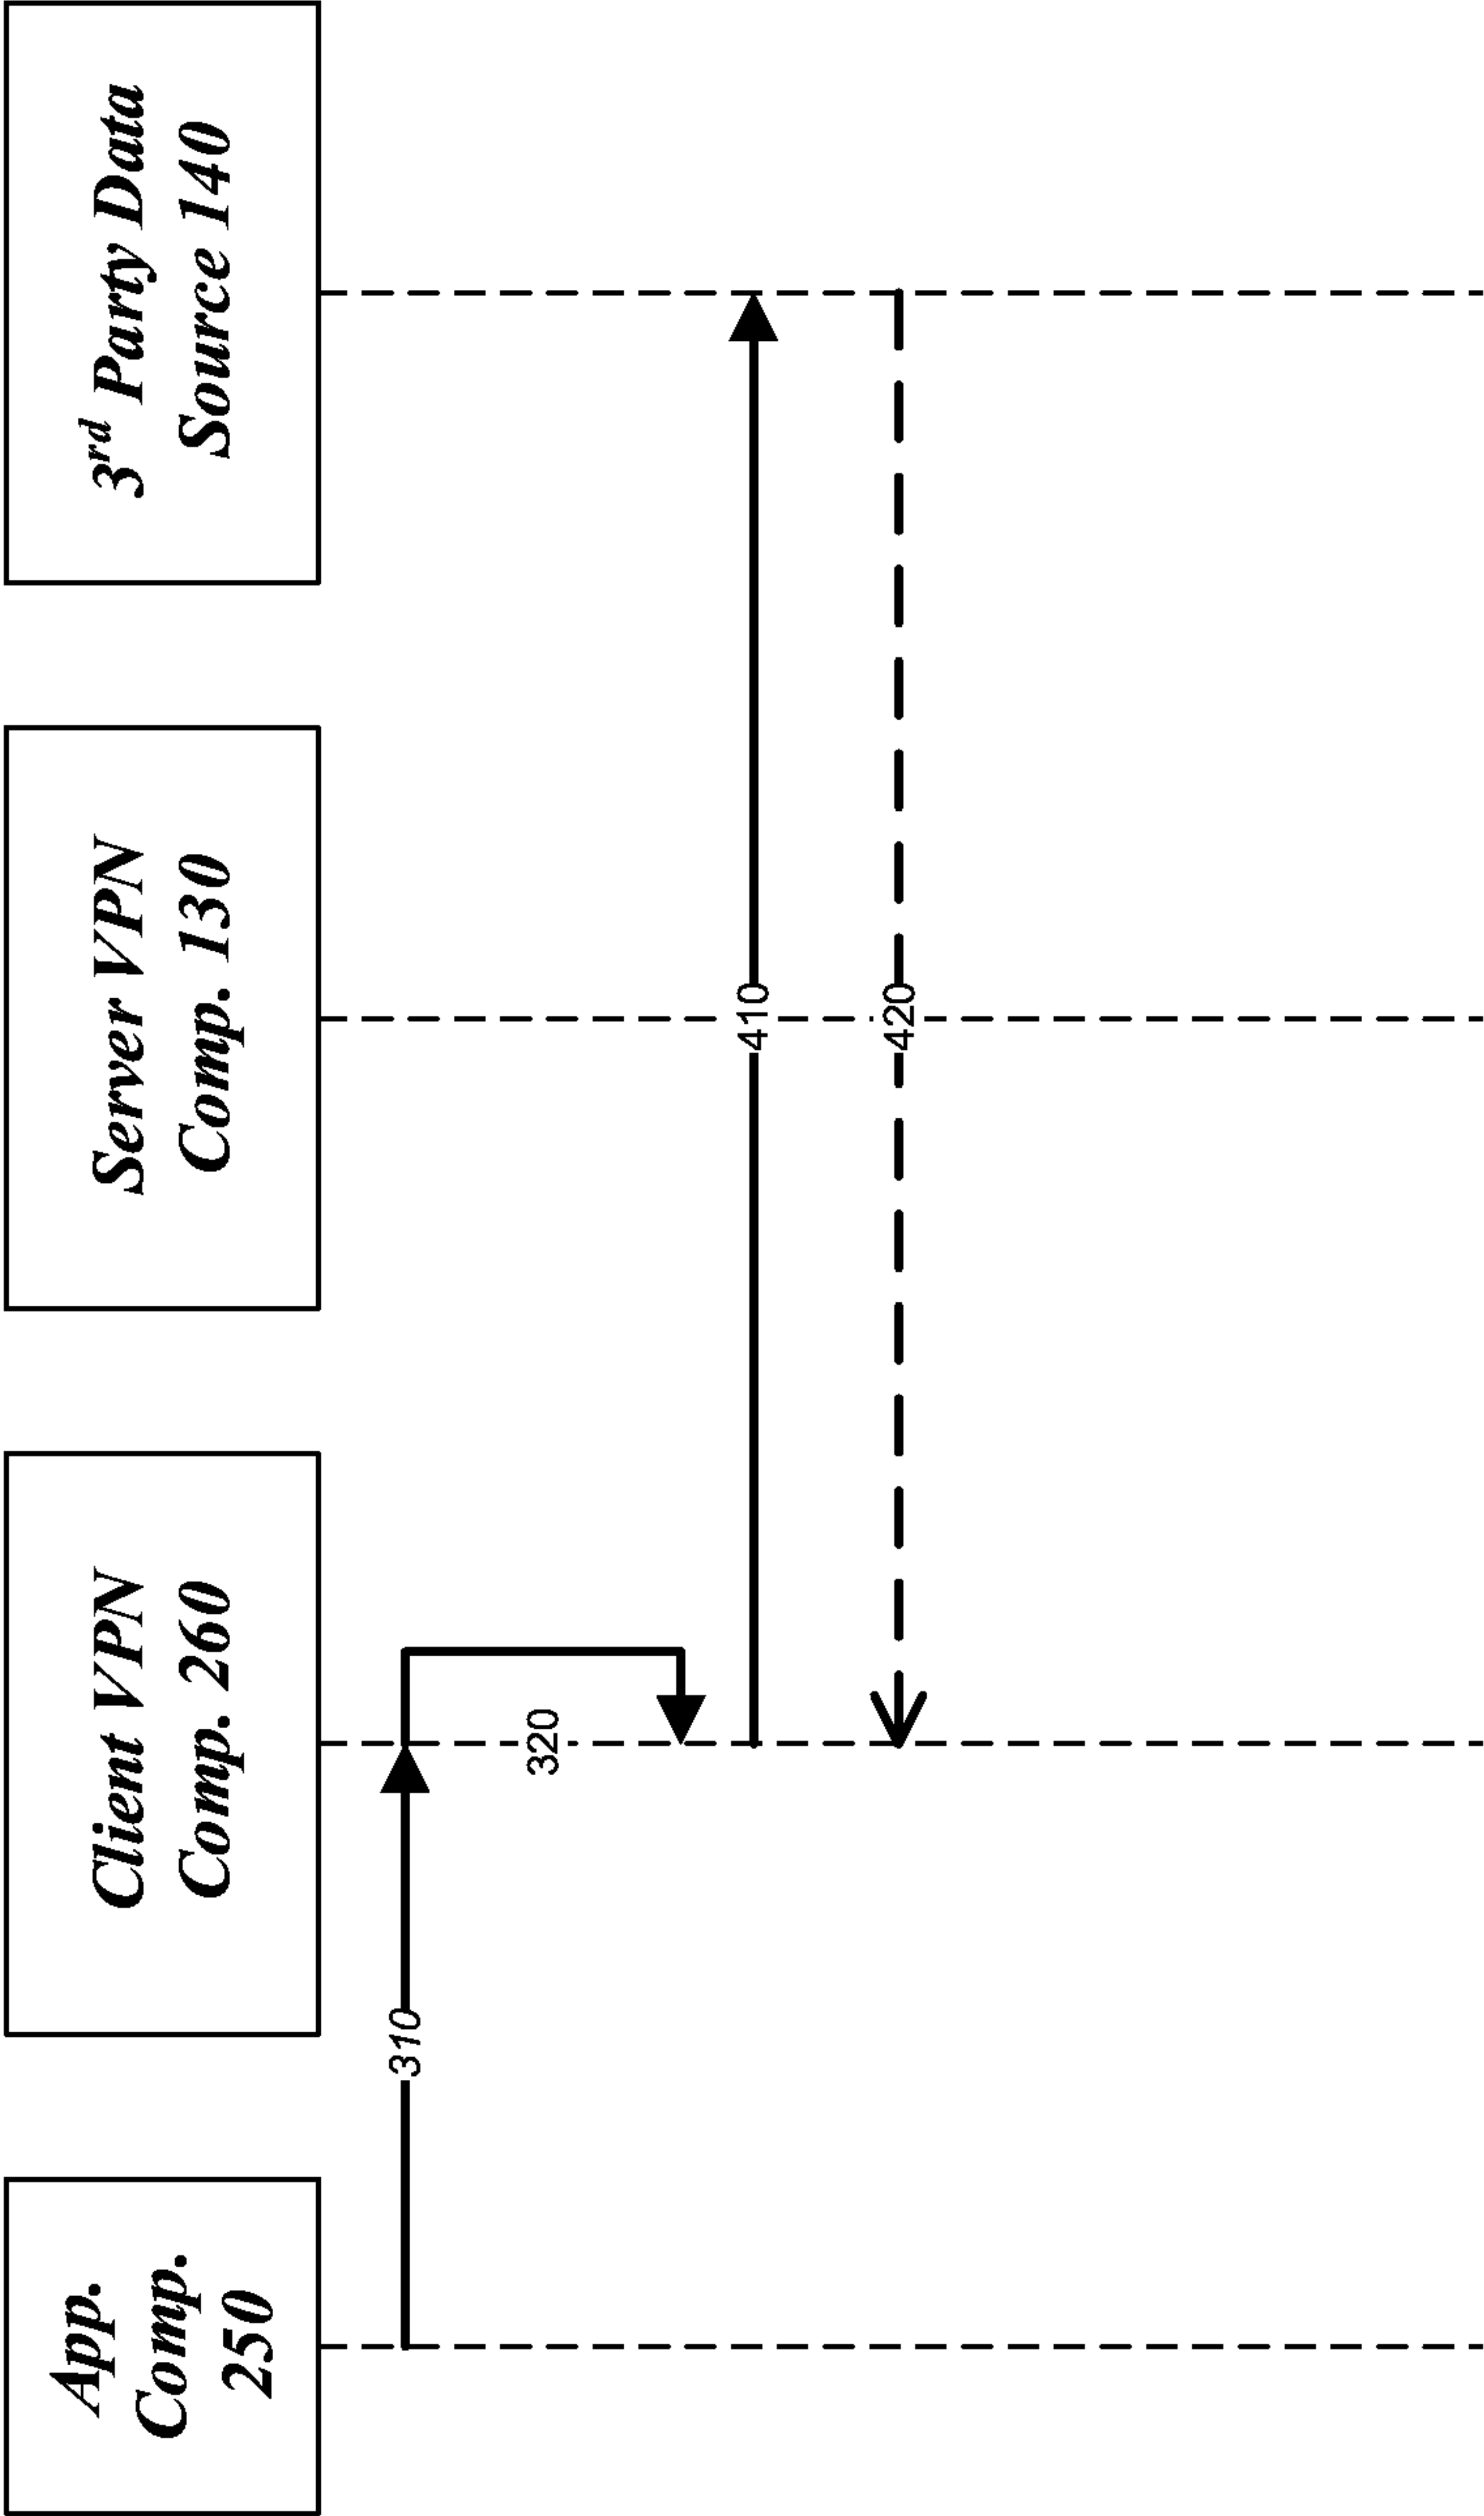 App.
Comp.
250
Client VPN
Comp. 260
Server VPN
Comp. 130
3rd Party Data
Source 140
310
320
410
420